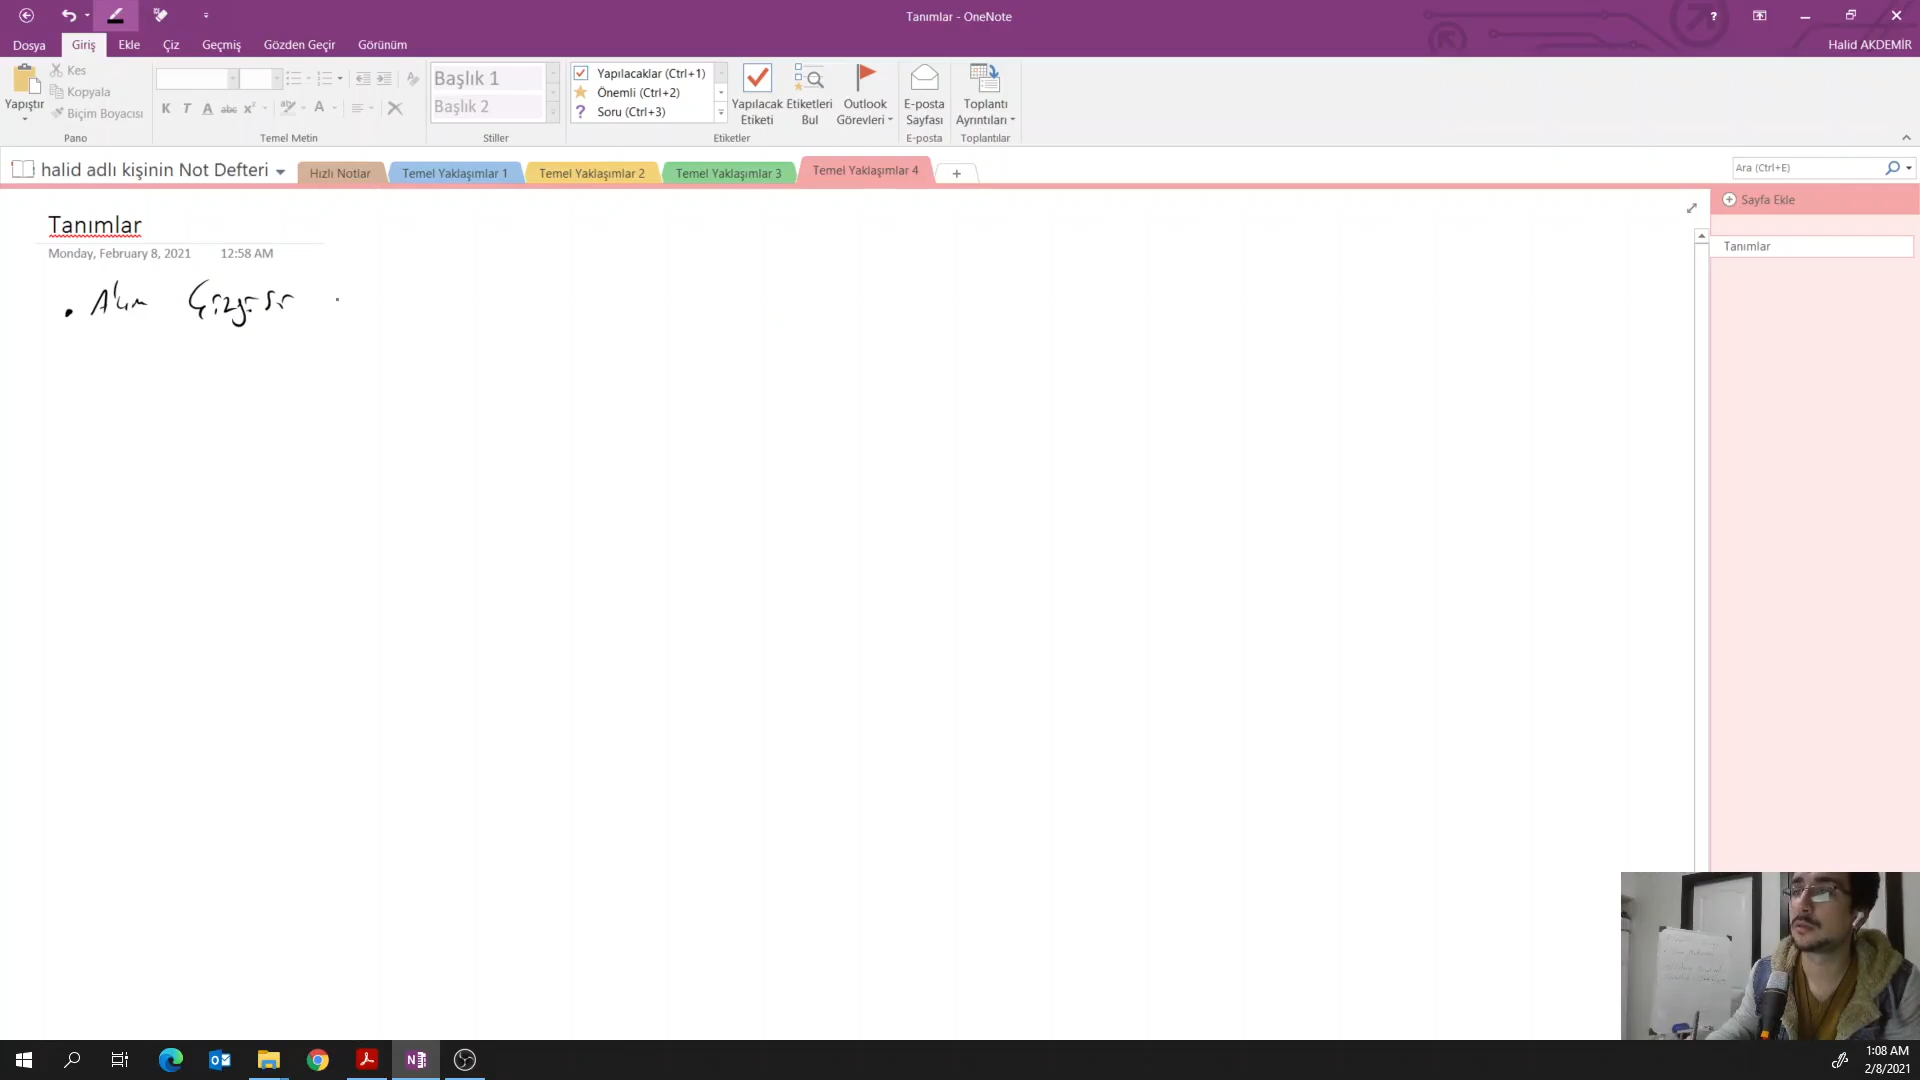 Tanımlar - OneNote
?
Dosya Giriş Ekle Çiz Geçmiş Gözden Geçir Görünüm
Halid AKDEMİR
Yapıştır
Kes
Kopyala
Biçim Boyacısı
Pano
K T A abc x² A
Temel Metin
Başlık 1
Başlık 2
Stiller
Yapılacaklar (Ctrl+1)
Önemli (Ctrl+2)
? Soru (Ctrl+3)
Yapılacak Etiketi
Etiketleri Bul
Etiketler
Outlook Görevleri
E-posta Sayfası
E-posta
Toplantı Ayrıntıları
Toplantılar
halid adlı kişinin Not Defteri
Hızlı Notlar
Temel Yaklaşımlar 1
Temel Yaklaşımlar 2
Temel Yaklaşımlar 3
Temel Yaklaşımlar 4
+
Ara (Ctrl+E)
Sayfa Ekle
Tanımlar
Tanımlar
Monday, February 8, 2021 12:58 AM
• Akım Çizgisi
1:08 AM
2/8/2021